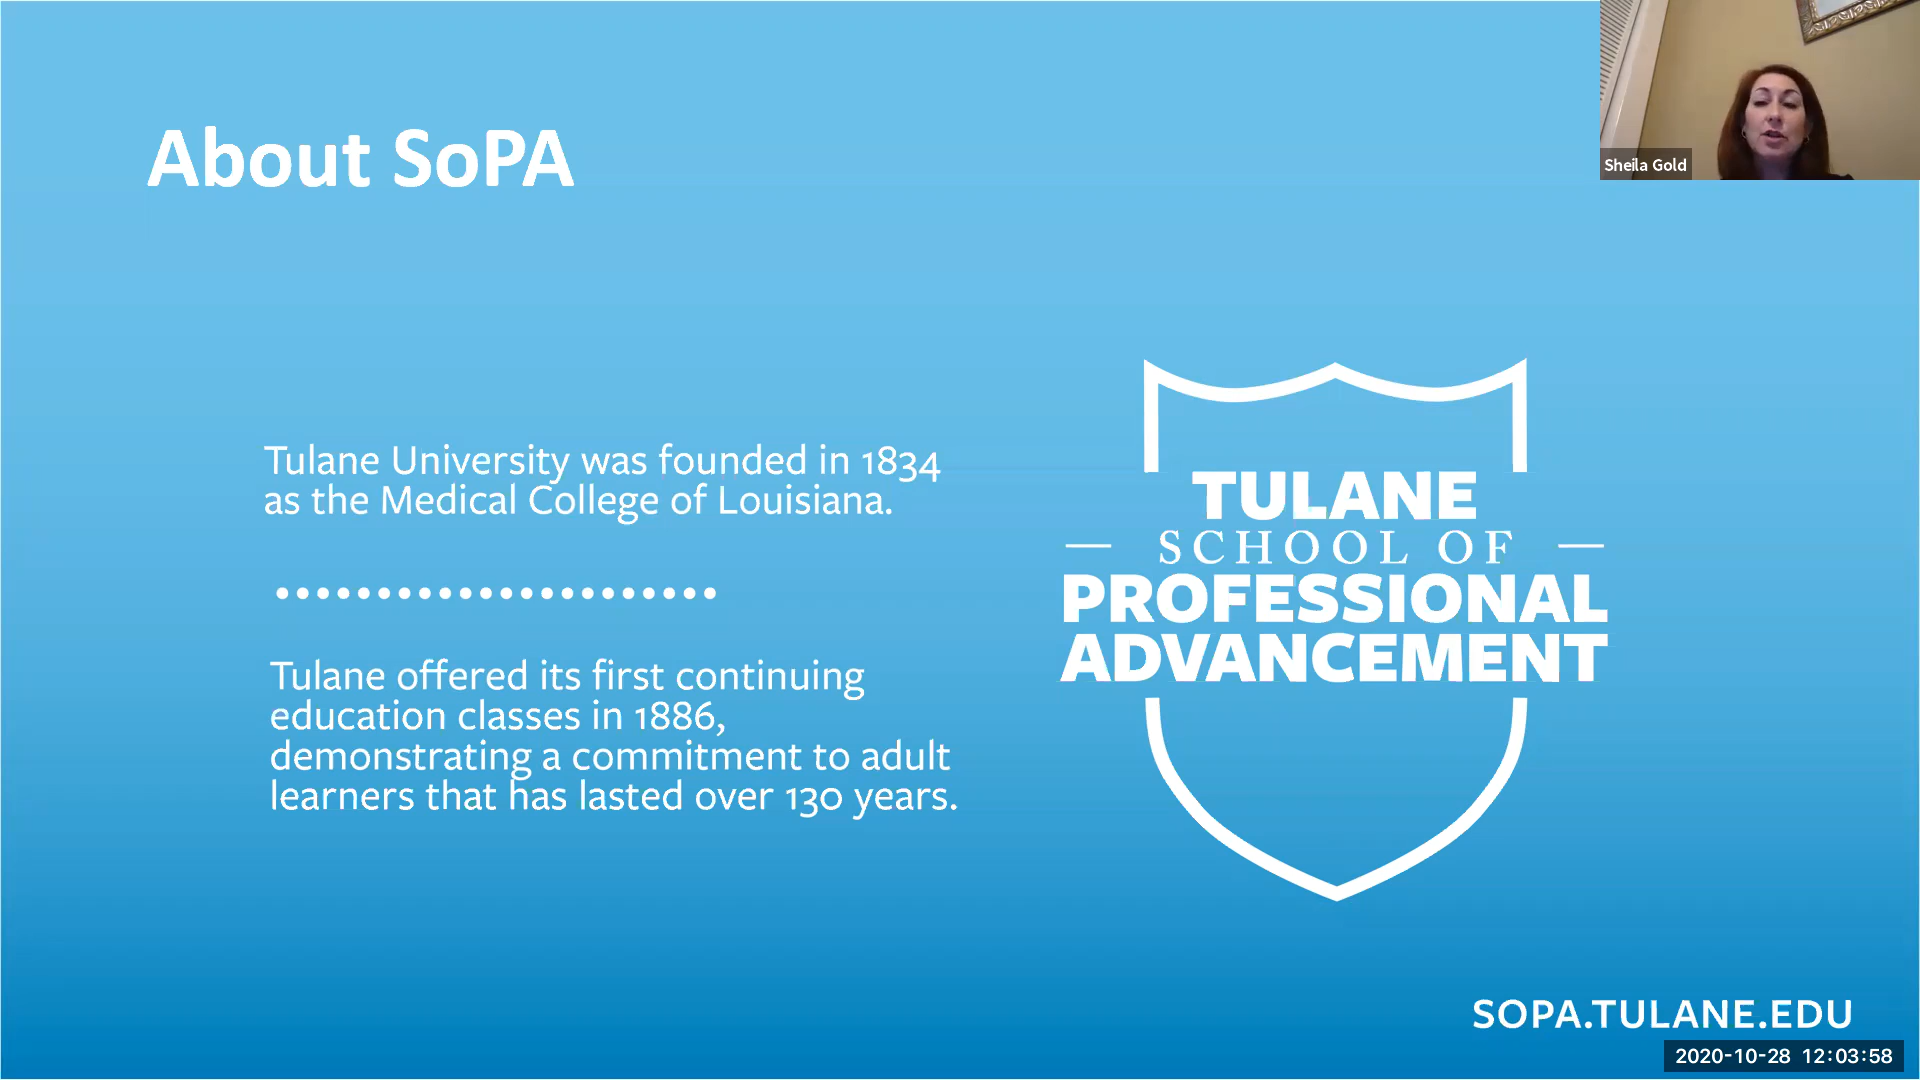 About SoPA
Sheila Gold
Tulane University was founded in 1834
as the Medical College of Louisiana.
Tulane offered its first continuing
education classes in 1886,
demonstrating a commitment to adult
learners that has lasted over 130 years.
TULANE
SCHOOL OF
PROFESSIONAL
ADVANCEMENT
SOPA.TULANE.EDU
2020-10-28 12:03:58